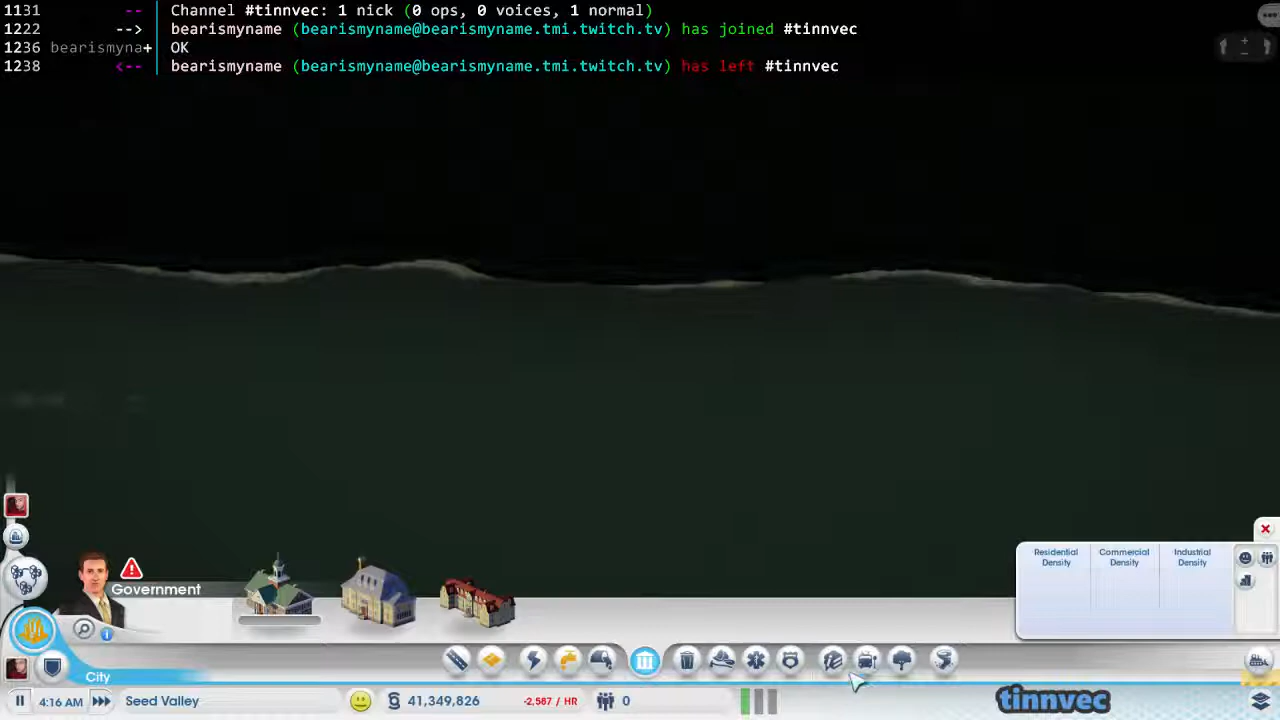 1131 -- Channel #tinnvec: 1 nick (0 ops, 0 voices, 1 normal)
1222 --> bearismyname (bearismyname@bearismyname.tmi.twitch.tv) has joined #tinnvec
1236 bearismyna+ OK
1238 <-- bearismyname (bearismyname@bearismyname.tmi.twitch.tv) has left #tinnvec
Residential Density
Commercial Density
Industrial Density
Government
City
4:16 AM
Seed Valley
41,349,826
-2,587 / HR
0
tinnvec